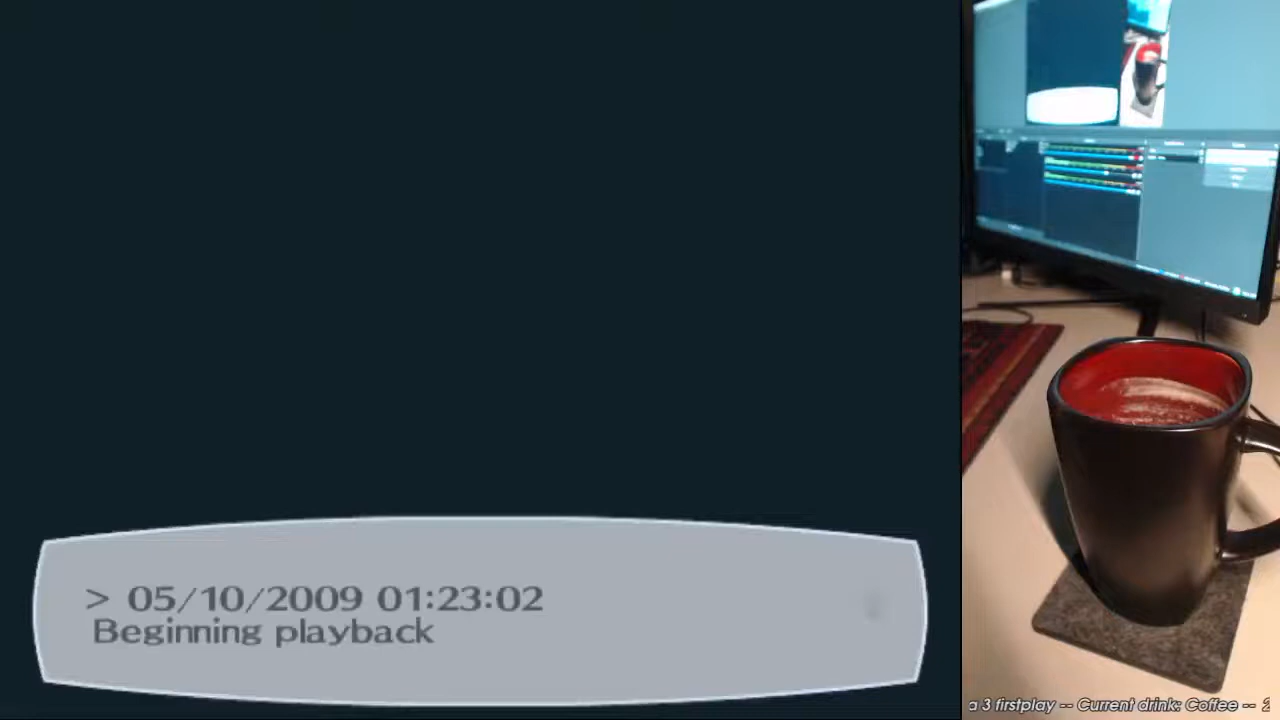 > 05/10/2009 01:23:02
Beginning playback
a 3 firstplay -- Current drink: Coffee --